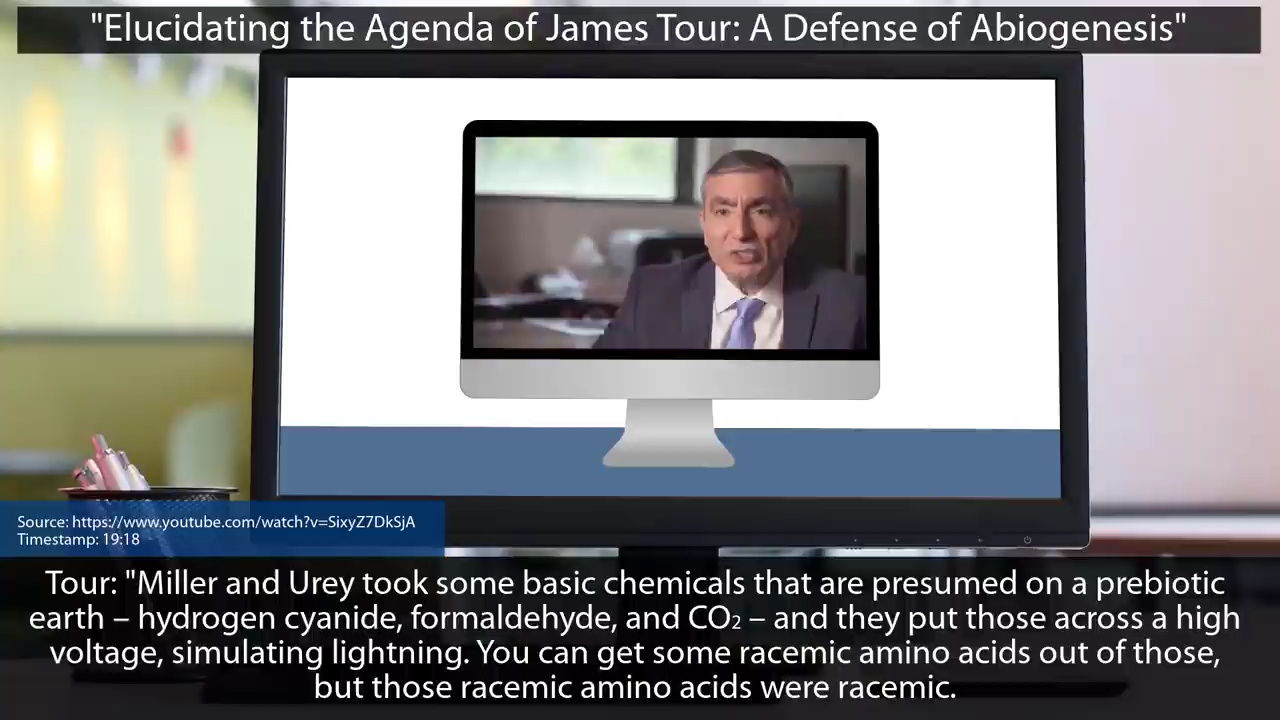 "Elucidating the Agenda of James Tour: A Defense of Abiogenesis"
Source: https://www.youtube.com/watch?v=SixyZ7DkSjA
Timestamp: 19:18
Tour: "Miller and Urey took some basic chemicals that are presumed on a prebiotic
earth – hydrogen cyanide, formaldehyde, and CO₂ – and they put those across a high
voltage, simulating lightning. You can get some racemic amino acids out of those,
but those racemic amino acids were racemic.